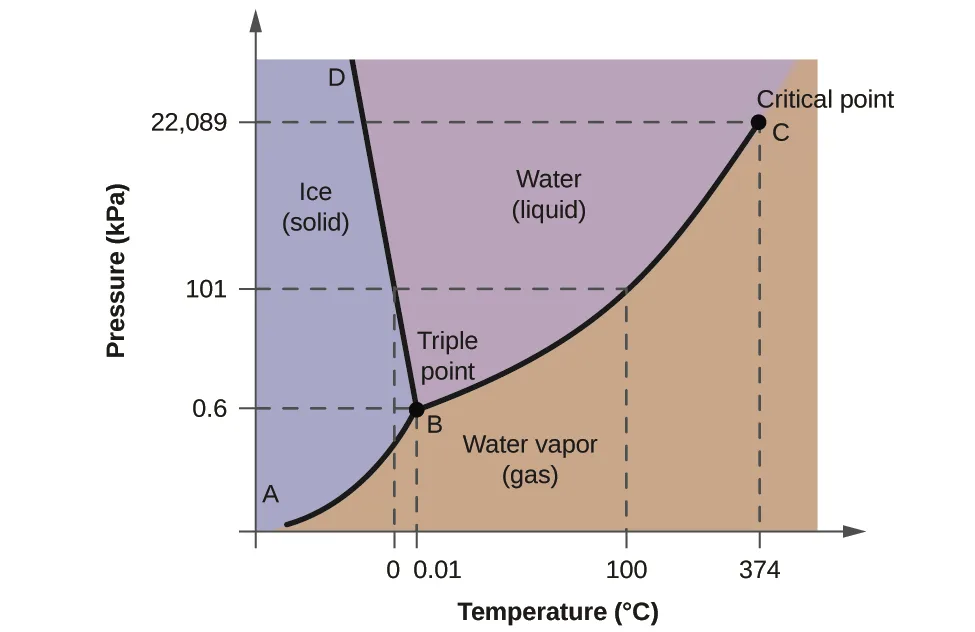 D
Critical point
22,089
C
Ice
(solid)
Water
(liquid)
Pressure (kPa)
101
Triple
point
0.6
B
Water vapor
(gas)
A
0 0.01 100 374
Temperature (°C)